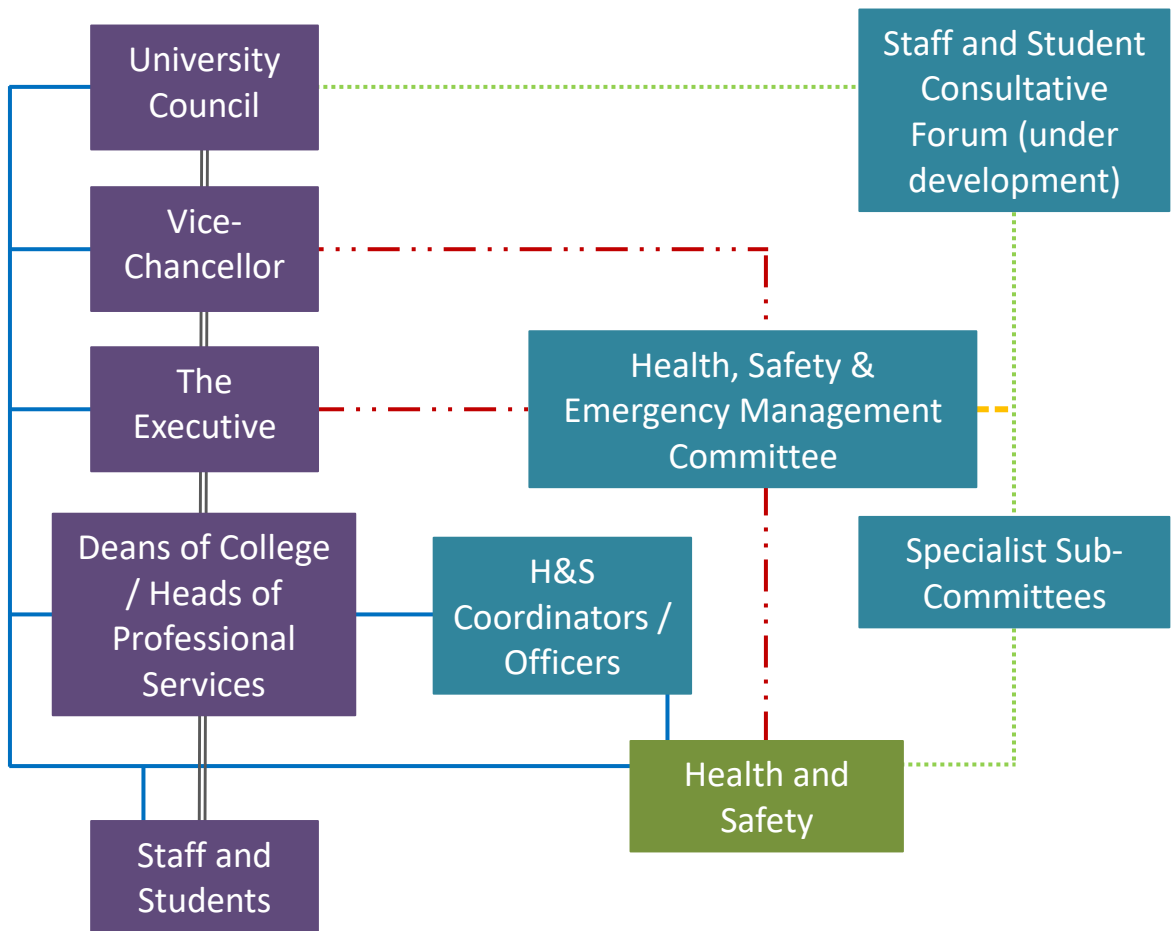 University
Council
Staff and Student
Consultative
Forum (under
development)
Vice-
Chancellor
The
Executive
Health, Safety &
Emergency Management
Committee
Deans of College
/ Heads of
Professional
Services
H&S
Coordinators /
Officers
Specialist Sub-
Committees
Health and
Safety
Staff and
Students